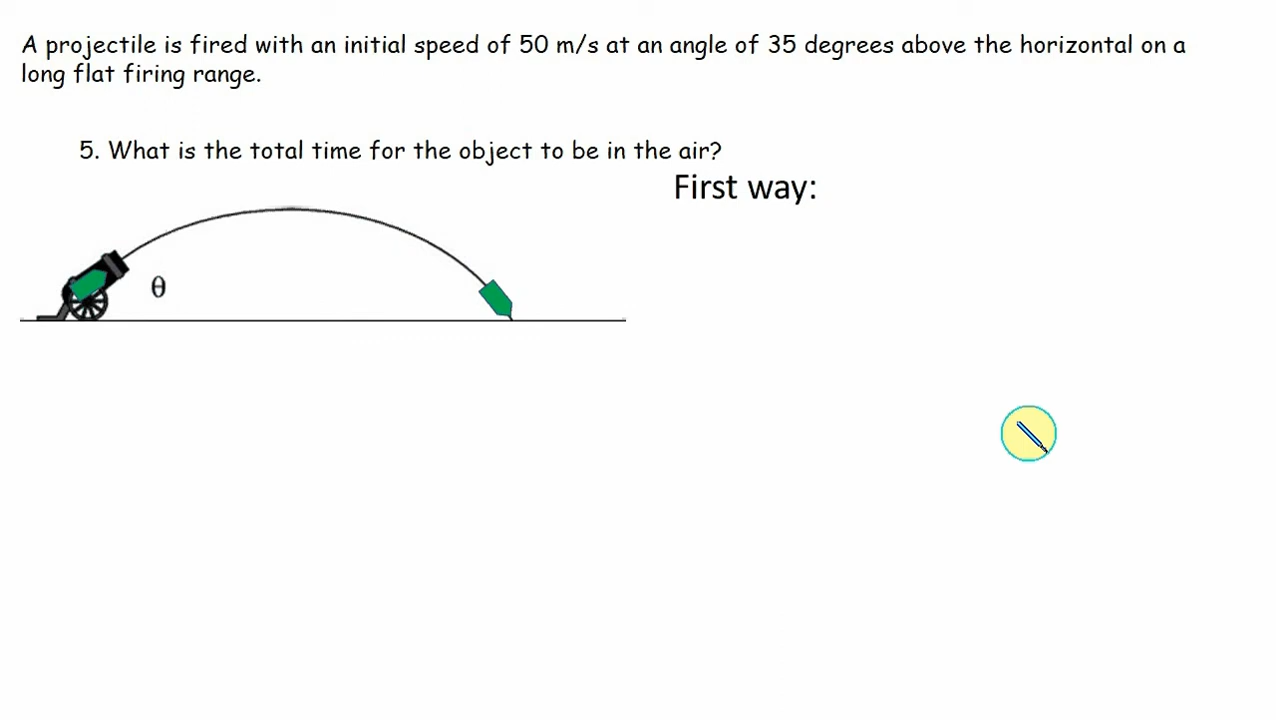 A projectile is fired with an initial speed of 50 m/s at an angle of 35 degrees above the horizontal on a
long flat firing range.
5. What is the total time for the object to be in the air?
First way:
θ